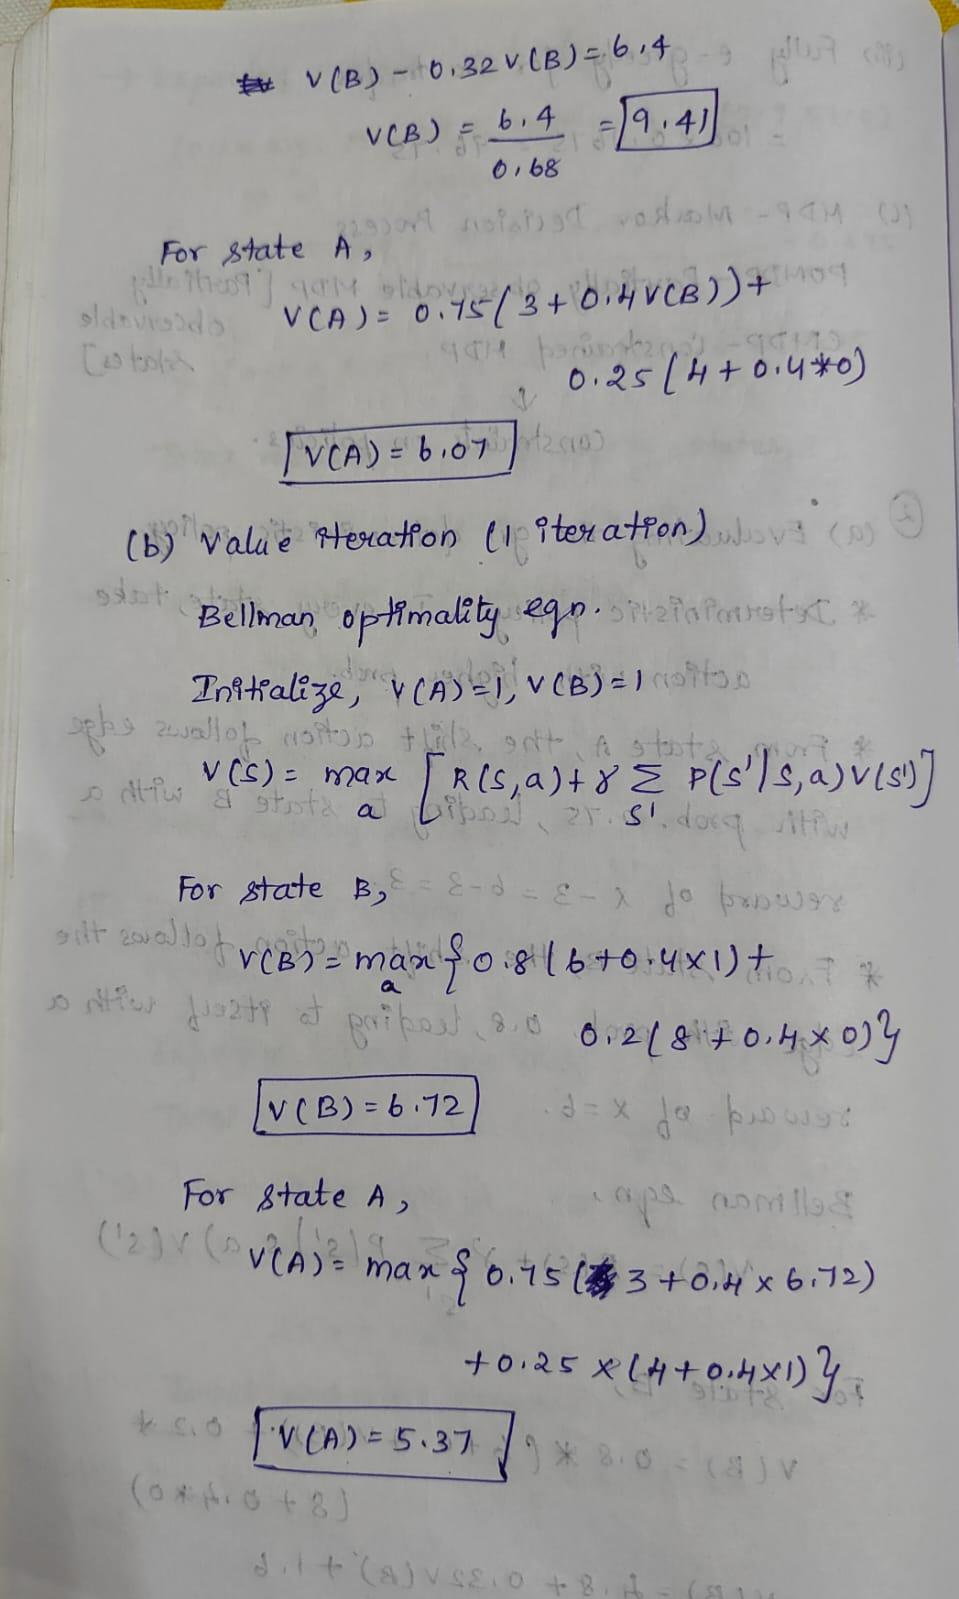 V(B) - 0.32 V(B) = 6.4
V(B) = 6.4 / 0.68 = 9.41
For state A,
V(A) = 0.75(3 + 0.4V(B)) +
0.25(4 + 0.4*0)
V(A) = 6.07
(b) Value iteration (1 iteration)
Bellman optimality eqn.
Initialize, V(A)=1, V(B)=1
V(S) = max a [R(S,a) + γ Σ S' P(S'|S,a) V(S')]
For state B,
V(B) = max a {0.8(6+0.4×1) +
0.2(8+0.4×0)}
V(B) = 6.72
For state A,
V(A) = max {0.75(3+0.4×6.72)
+0.25×(4+0.4×1)}
V(A) = 5.37